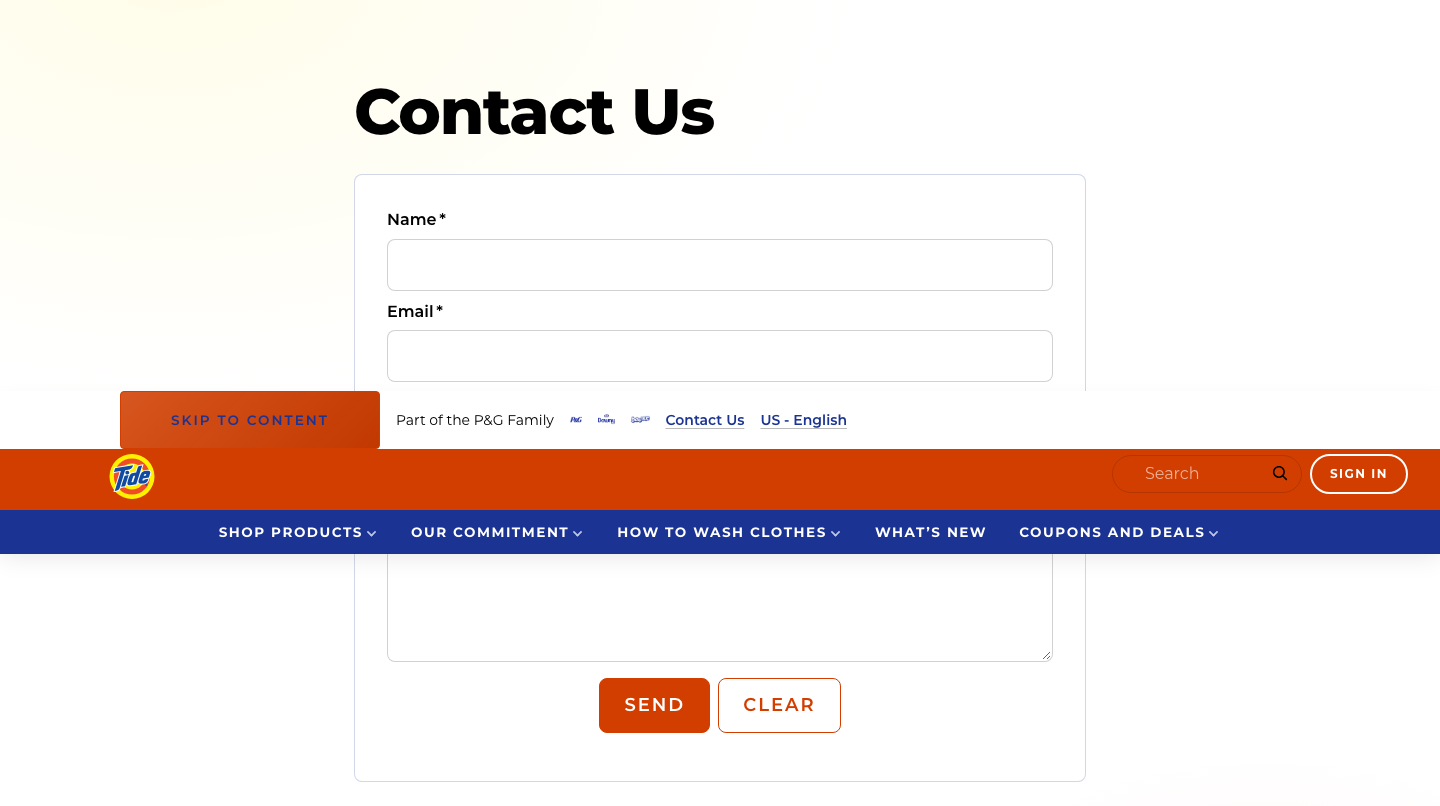 Contact Us
Name *
Email *
SKIP TO CONTENT Part of the P&G Family P&G Downy Contact Us US - English
Tide Search SIGN IN
SHOP PRODUCTS OUR COMMITMENT HOW TO WASH CLOTHES WHAT'S NEW COUPONS AND DEALS
SEND CLEAR